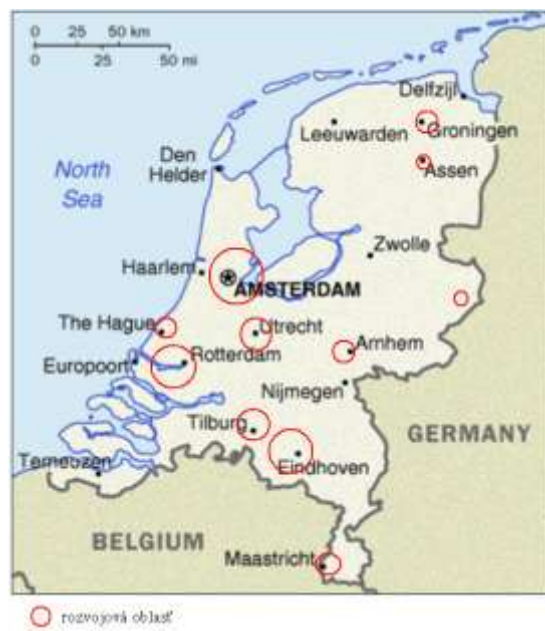 0 25 50 km
0 25 50 mi
Delfzijl
Leeuwarden
Groningen
North
Sea
Den
Helder
Assen
Zwolle
Haarlem
AMSTERDAM
The Hague
Utrecht
Arnhem
Europoort
Rotterdam
Nijmegen
Tilburg
GERMANY
Eindhoven
Terneuzen
BELGIUM
Maastricht
rozvojová oblasť